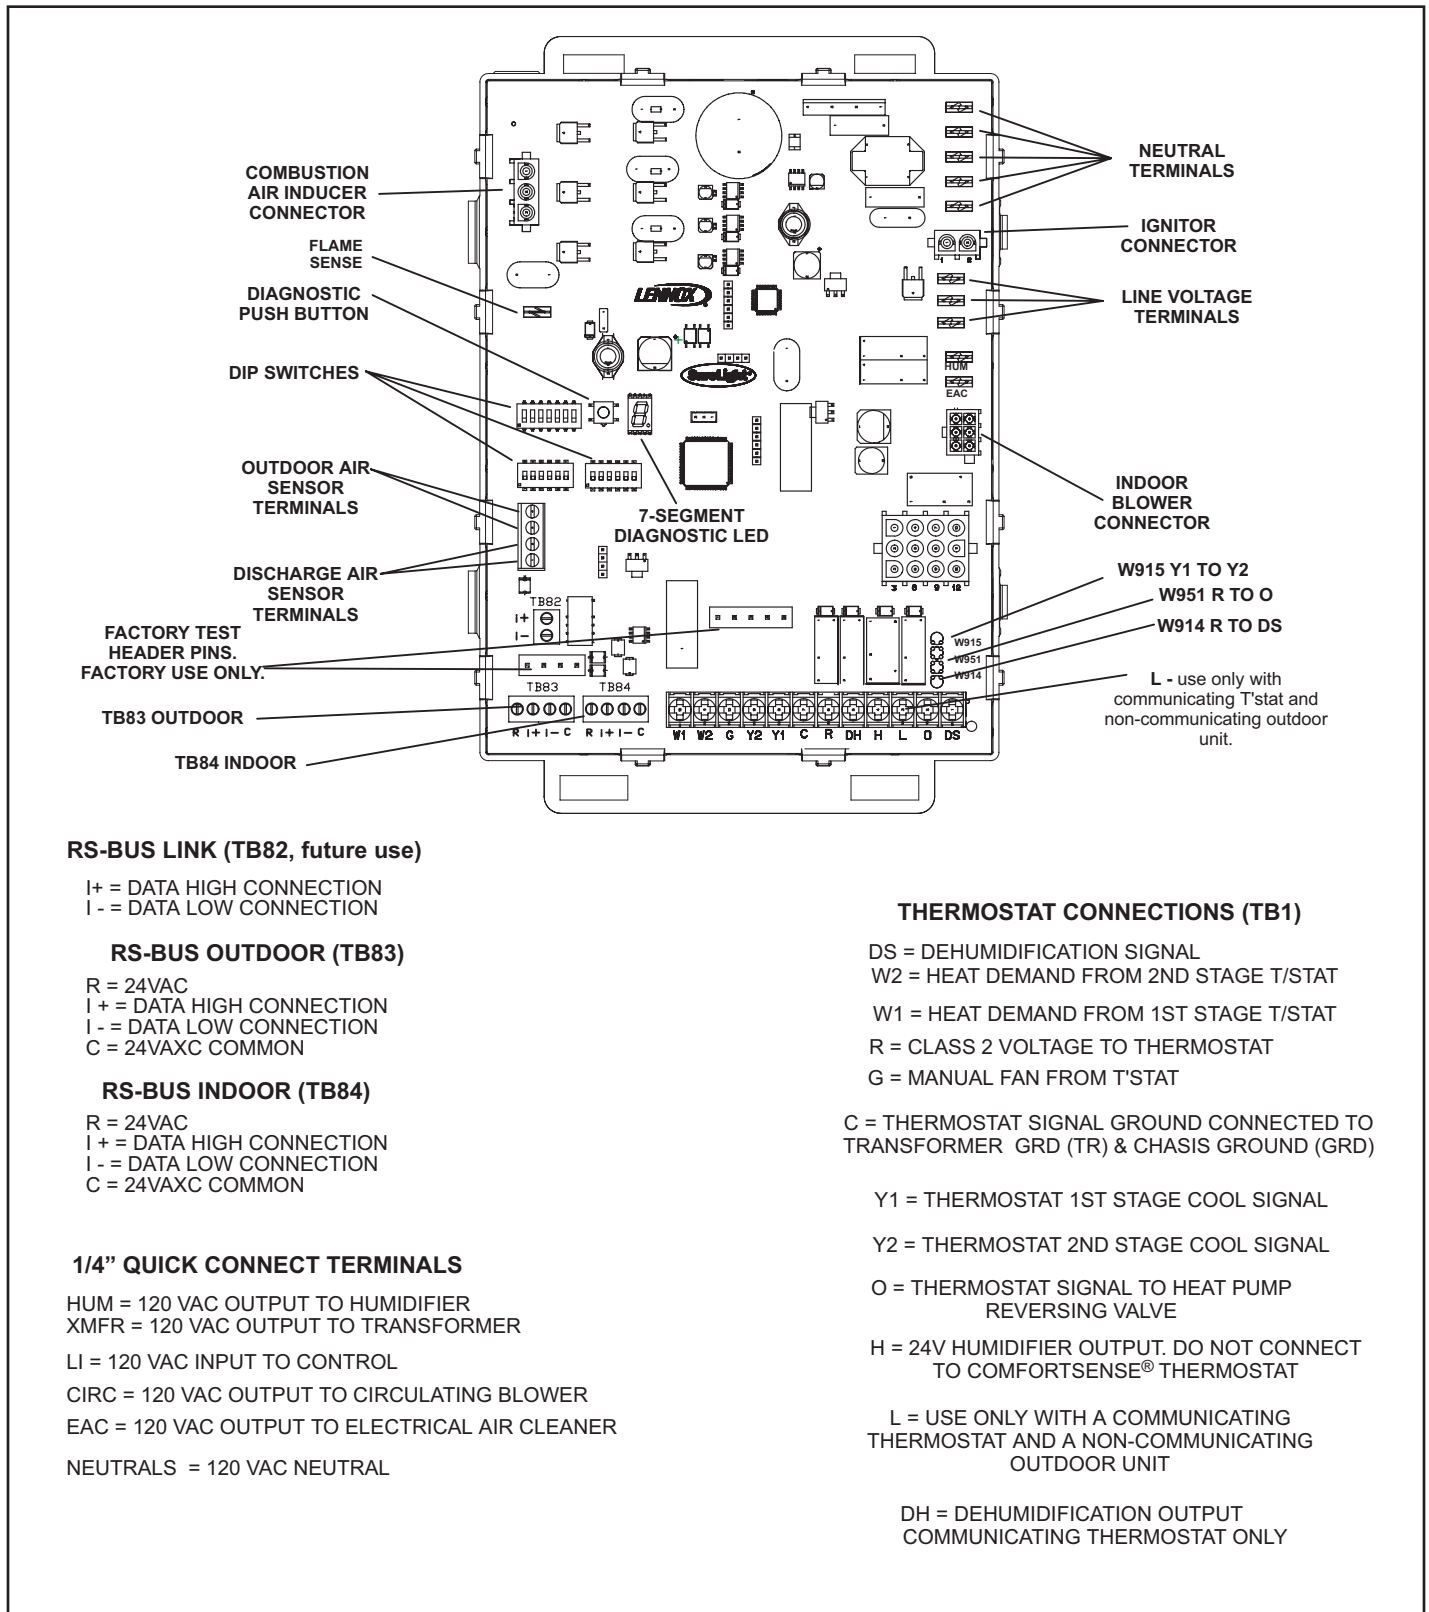 COMBUSTION
AIR INDUCER
CONNECTOR
FLAME
SENSE
DIAGNOSTIC
PUSH BUTTON
DIP SWITCHES
OUTDOOR AIR
SENSOR
TERMINALS
DISCHARGE AIR
SENSOR
TERMINALS
FACTORY TEST
HEADER PINS.
FACTORY USE ONLY.
TB83 OUTDOOR
TB84 INDOOR
NEUTRAL
TERMINALS
IGNITOR
CONNECTOR
LINE VOLTAGE
TERMINALS
INDOOR
BLOWER
CONNECTOR
W915 Y1 TO Y2
W951 R TO O
W914 R TO DS
L - use only with
communicating T'stat and
non-communicating outdoor
unit.
7-SEGMENT
DIAGNOSTIC LED
LENNOX
SureLight
1 2
HUM
EAC
3 6 9 12
W915
W951
W914
TB82
I+
I-
TB83 TB84
R I+ I- C R I+ I- C
W1 W2 G Y2 Y1 C R DH H L O DS
RS-BUS LINK (TB82, future use)
I+ = DATA HIGH CONNECTION
I - = DATA LOW CONNECTION
RS-BUS OUTDOOR (TB83)
R = 24VAC
I + = DATA HIGH CONNECTION
I - = DATA LOW CONNECTION
C = 24VAXC COMMON
RS-BUS INDOOR (TB84)
R = 24VAC
I + = DATA HIGH CONNECTION
I - = DATA LOW CONNECTION
C = 24VAXC COMMON
1/4” QUICK CONNECT TERMINALS
HUM = 120 VAC OUTPUT TO HUMIDIFIER
XMFR = 120 VAC OUTPUT TO TRANSFORMER
LI = 120 VAC INPUT TO CONTROL
CIRC = 120 VAC OUTPUT TO CIRCULATING BLOWER
EAC = 120 VAC OUTPUT TO ELECTRICAL AIR CLEANER
NEUTRALS = 120 VAC NEUTRAL
THERMOSTAT CONNECTIONS (TB1)
DS = DEHUMIDIFICATION SIGNAL
W2 = HEAT DEMAND FROM 2ND STAGE T/STAT
W1 = HEAT DEMAND FROM 1ST STAGE T/STAT
R = CLASS 2 VOLTAGE TO THERMOSTAT
G = MANUAL FAN FROM T'STAT
C = THERMOSTAT SIGNAL GROUND CONNECTED TO
TRANSFORMER GRD (TR) & CHASIS GROUND (GRD)
Y1 = THERMOSTAT 1ST STAGE COOL SIGNAL
Y2 = THERMOSTAT 2ND STAGE COOL SIGNAL
O = THERMOSTAT SIGNAL TO HEAT PUMP
REVERSING VALVE
H = 24V HUMIDIFIER OUTPUT. DO NOT CONNECT
TO COMFORTSENSE® THERMOSTAT
L = USE ONLY WITH A COMMUNICATING
THERMOSTAT AND A NON-COMMUNICATING
OUTDOOR UNIT
DH = DEHUMIDIFICATION OUTPUT
COMMUNICATING THERMOSTAT ONLY